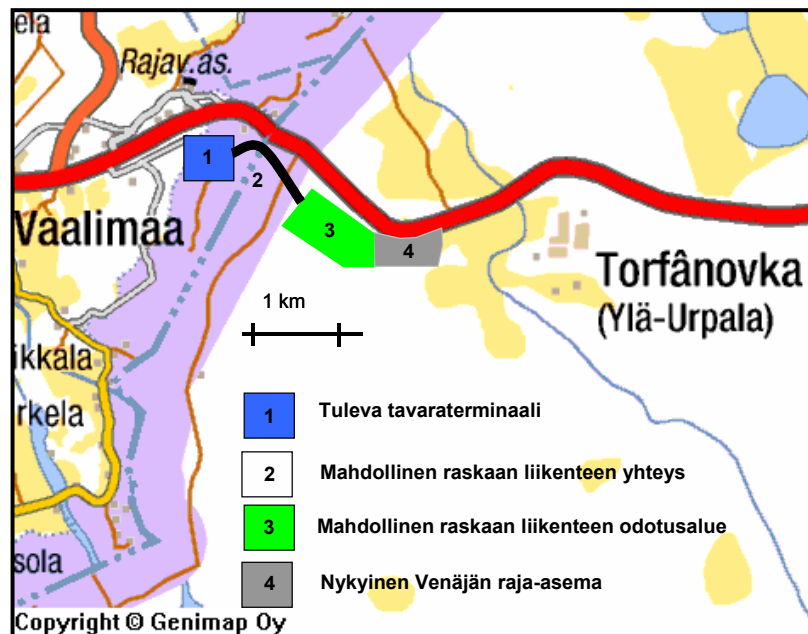 ela
Rajav.as.
1
2
Vaalimaa
3
4
Torfânovka
(Ylä-Urpala)
1 km
ikkala
rkela
1 Tuleva tavaraterminaali
2 Mahdollinen raskaan liikenteen yhteys
3 Mahdollinen raskaan liikenteen odotusalue
sola
4 Nykyinen Venäjän raja-asema
Copyright © Genimap Oy